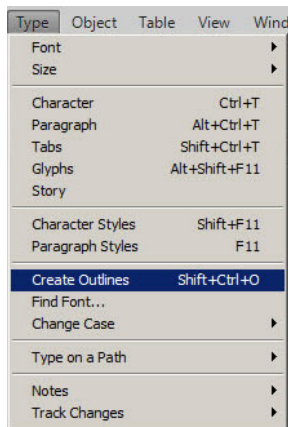 Type Object Table View Wind
Font
Size
Character Ctrl+T
Paragraph Alt+Ctrl+T
Tabs Shift+Ctrl+T
Glyphs Alt+Shift+F11
Story
Character Styles Shift+F11
Paragraph Styles F11
Create Outlines Shift+Ctrl+O
Find Font...
Change Case
Type on a Path
Notes
Track Changes